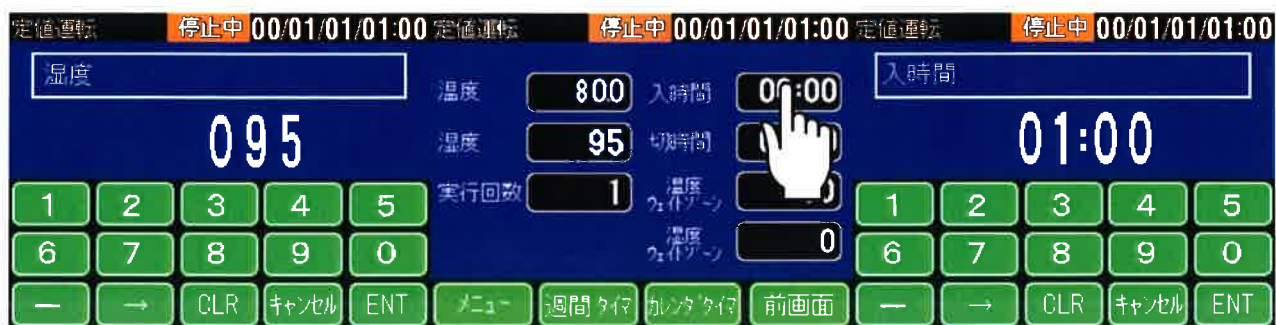 定値運転 停止中 00/01/01/01:00
湿度
095
1 2 3 4 5
6 7 8 9 0
— → CLR キャンセル ENT
定値運転 停止中 00/01/01/01:00
温度 80.0 入時間 :00
湿度 95 切時間
実行回数 1 温度
ウェイトゾーン
湿度
ウェイトゾーン 0
メニュー 週間タイマ カレンダタイマ 前画面
定値運転 停止中 00/01/01/01:00
入時間
01:00
1 2 3 4 5
6 7 8 9 0
— → CLR キャンセル ENT